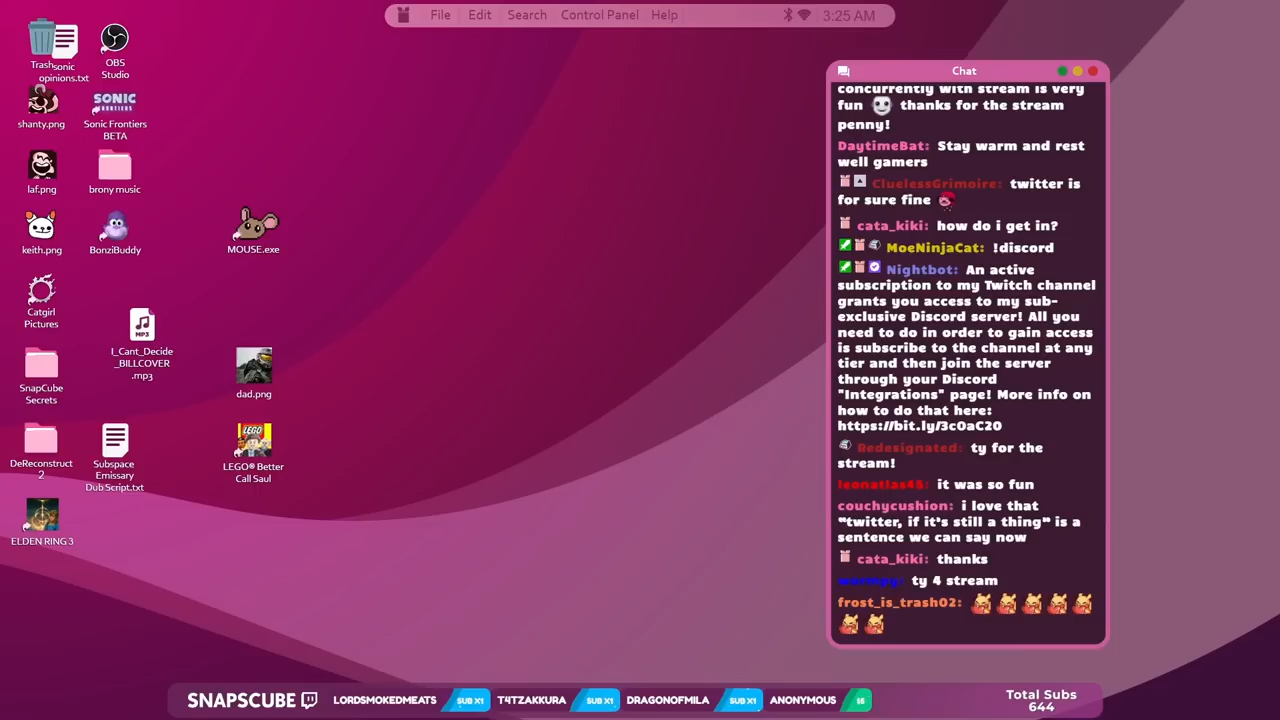 File Edit Search Control Panel Help 3:25 AM
Trash
sonic
opinions.txt
OBS
Studio
shanty.png
SONIC
FRONTIERS
Sonic Frontiers
BETA
laf.png
brony music
keith.png
BonziBuddy
MOUSE.exe
Catgirl
Pictures
MP3
I_Cant_Decide
_BILLCOVER
.mp3
dad.png
SnapCube
Secrets
DeReconstruct
2
Subspace
Emissary
Dub Script.txt
LEGO
LEGO® Better
Call Saul
ELDEN RING 3
Chat
concurrently with stream is very
fun thanks for the stream
penny!
DaytimeBat: Stay warm and rest
well gamers
CluelessGrimoire: twitter is
for sure fine
cata_kiki: how do i get in?
MoeNinjaCat: !discord
Nightbot: An active
subscription to my Twitch channel
grants you access to my sub-
exclusive Discord server! All you
need to do in order to gain access
is subscribe to the channel at any
tier and then join the server
through your Discord
"Integrations" page! More info on
how to do that here:
https://bit.ly/3c0aC20
Redesignated: ty for the
stream!
leonatlas45: it was so fun
couchycushion: i love that
"twitter, if it's still a thing" is a
sentence we can say now
cata_kiki: thanks
ty 4 stream
frost_is_trash02:
SNAPSCUBE LORDSMOKEDMEATS SUB X1 T4TZAKKURA SUB X1 DRAGONOFMILA SUB X1 ANONYMOUS
Total Subs
644